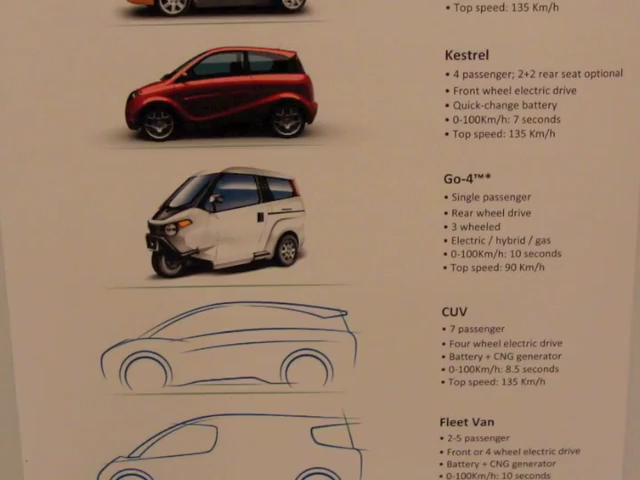 • Top speed: 135 Km/h
Kestrel
• 4 passenger; 2+2 rear seat optional
• Front wheel electric drive
• Quick-change battery
• 0-100Km/h: 7 seconds
• Top speed: 135 Km/h
Go-4™*
• Single passenger
• Rear wheel drive
• 3 wheeled
• Electric / hybrid / gas
• 0-100Km/h: 10 seconds
• Top speed: 90 Km/h
CUV
• 7 passenger
• Four wheel electric drive
• Battery + CNG generator
• 0-100Km/h: 8.5 seconds
• Top speed: 135 Km/h
Fleet Van
• 2-5 passenger
• Front or 4 wheel electric drive
• Battery + CNG generator
• 0-100Km/h: 10 seconds